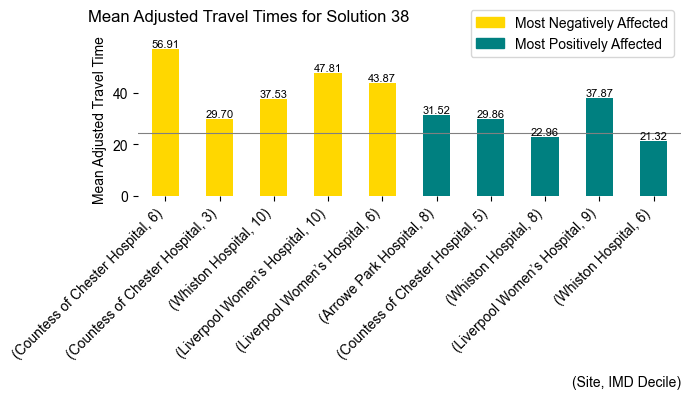 Mean Adjusted Travel Times for Solution 38
Most Negatively Affected
Most Positively Affected
Mean Adjusted Travel Time
40
20
0
56.91
29.70
37.53
47.81
43.87
31.52
29.86
22.96
37.87
21.32
(Countess of Chester Hospital, 6)
(Countess of Chester Hospital, 3)
(Whiston Hospital, 10)
(Liverpool Women's Hospital, 10)
(Liverpool Women's Hospital, 6)
(Arrowe Park Hospital, 8)
(Countess of Chester Hospital, 5)
(Whiston Hospital, 8)
(Liverpool Women's Hospital, 9)
(Whiston Hospital, 6)
(Site, IMD Decile)